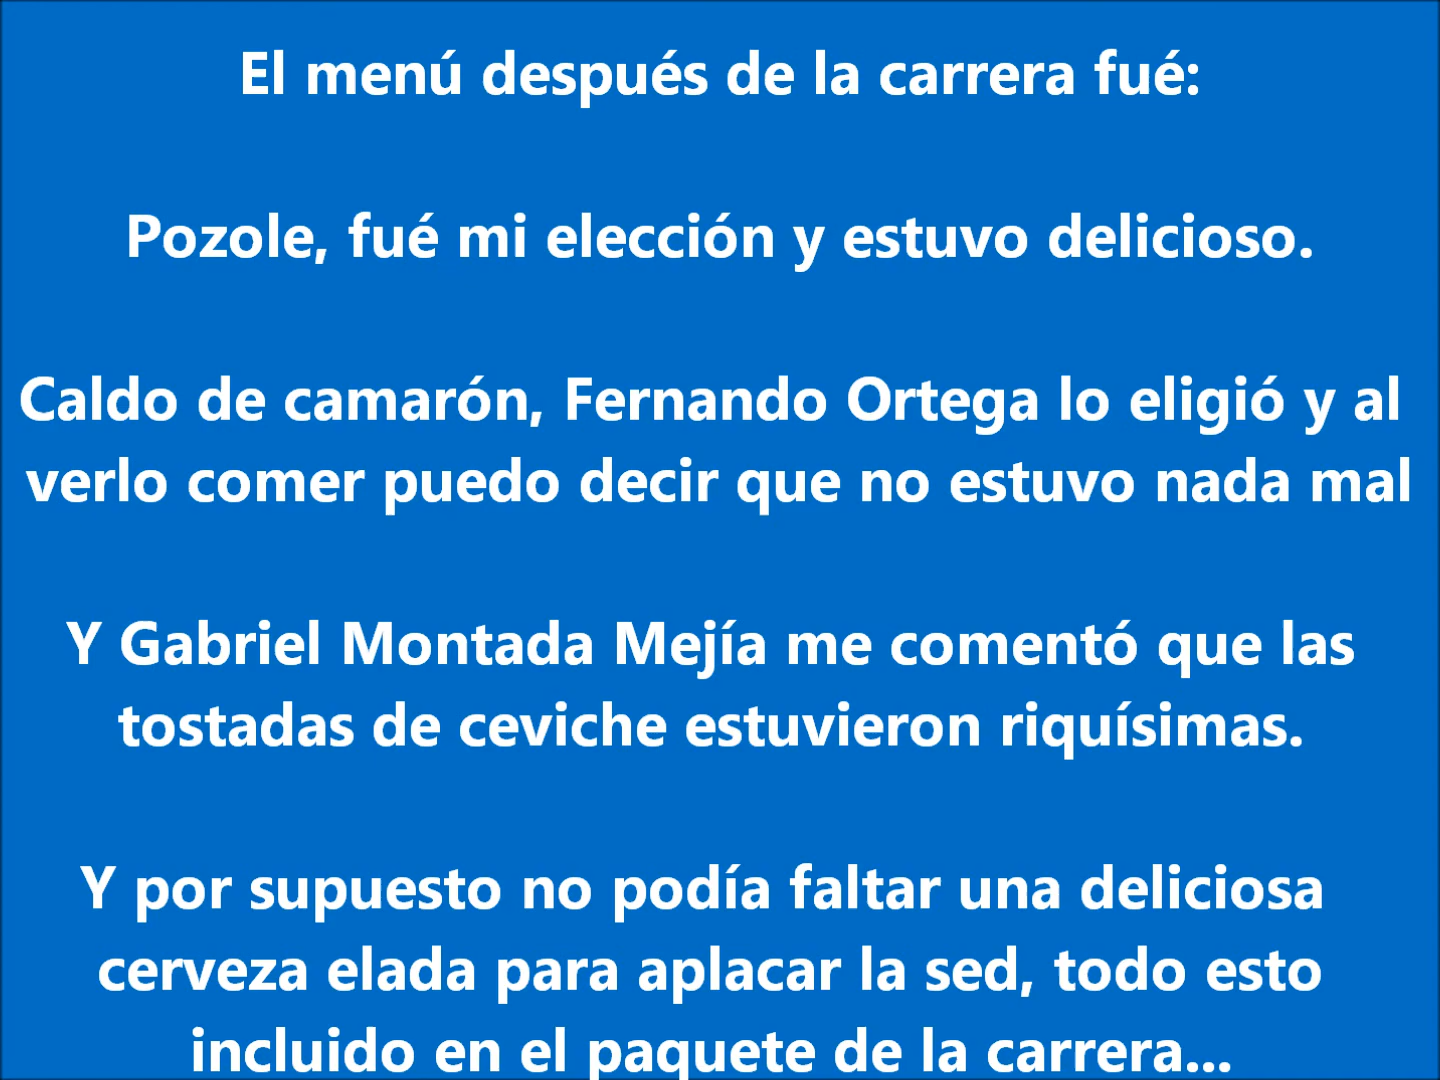 El menú después de la carrera fué:
Pozole, fué mi elección y estuvo delicioso.
Caldo de camarón, Fernando Ortega lo eligió y al
verlo comer puedo decir que no estuvo nada mal
Y Gabriel Montada Mejía me comentó que las
tostadas de ceviche estuvieron riquísimas.
Y por supuesto no podía faltar una deliciosa
cerveza elada para aplacar la sed, todo esto
incluido en el paquete de la carrera...